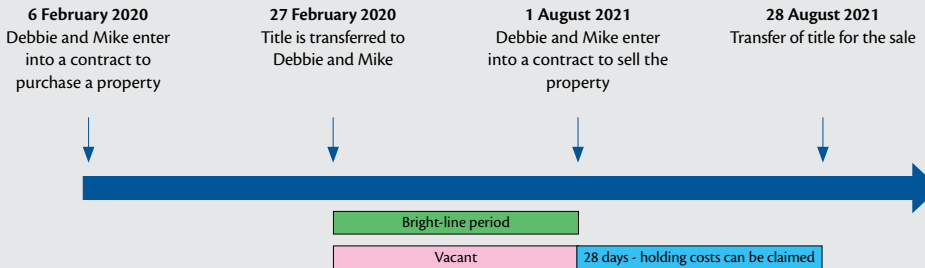 6 February 2020
Debbie and Mike enter
into a contract to
purchase a property
27 February 2020
Title is transferred to
Debbie and Mike
1 August 2021
Debbie and Mike enter
into a contract to sell the
property
28 August 2021
Transfer of title for the sale
Bright-line period
Vacant
28 days - holding costs can be claimed